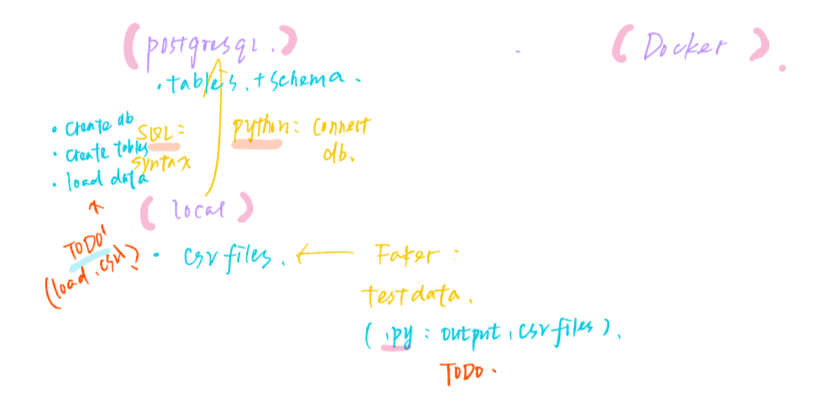 (postgresql.)
(Docker).
.tables.+schema.
• Create db
• Create tables
• load data
SQL:
syntax
python: connect
db.
(local)
TODO!
(load.csv)
• csv files.
Faker:
test data.
(.py: output.csv files).
TODO.